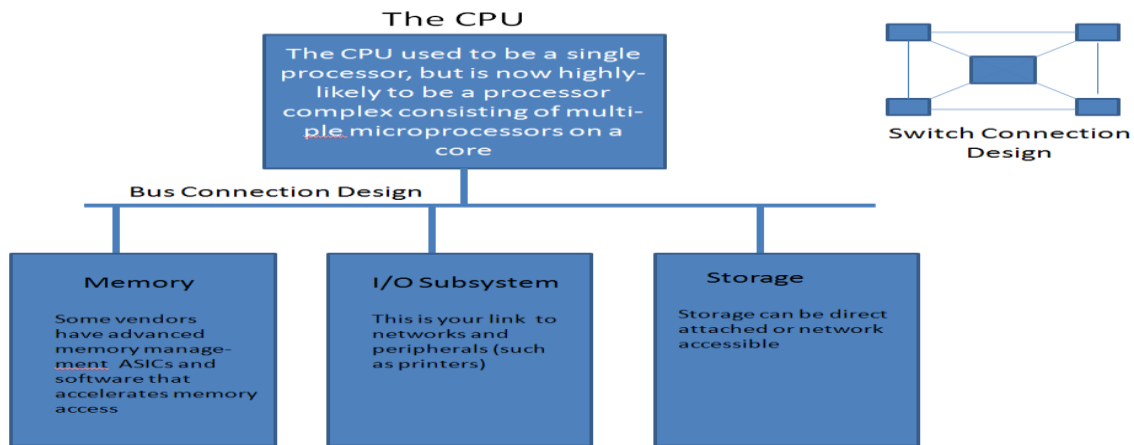 The CPU
The CPU used to be a single
processor, but is now highly-
likely to be a processor
complex consisting of multi-
ple microprocessors on a
core
Switch Connection
Design
Bus Connection Design
Memory
Some vendors
have advanced
memory manage-
ment ASICs and
software that
accelerates memory
access
I/O Subsystem
This is your link to
networks and
peripherals (such
as printers)
Storage
Storage can be direct
attached or network
accessible